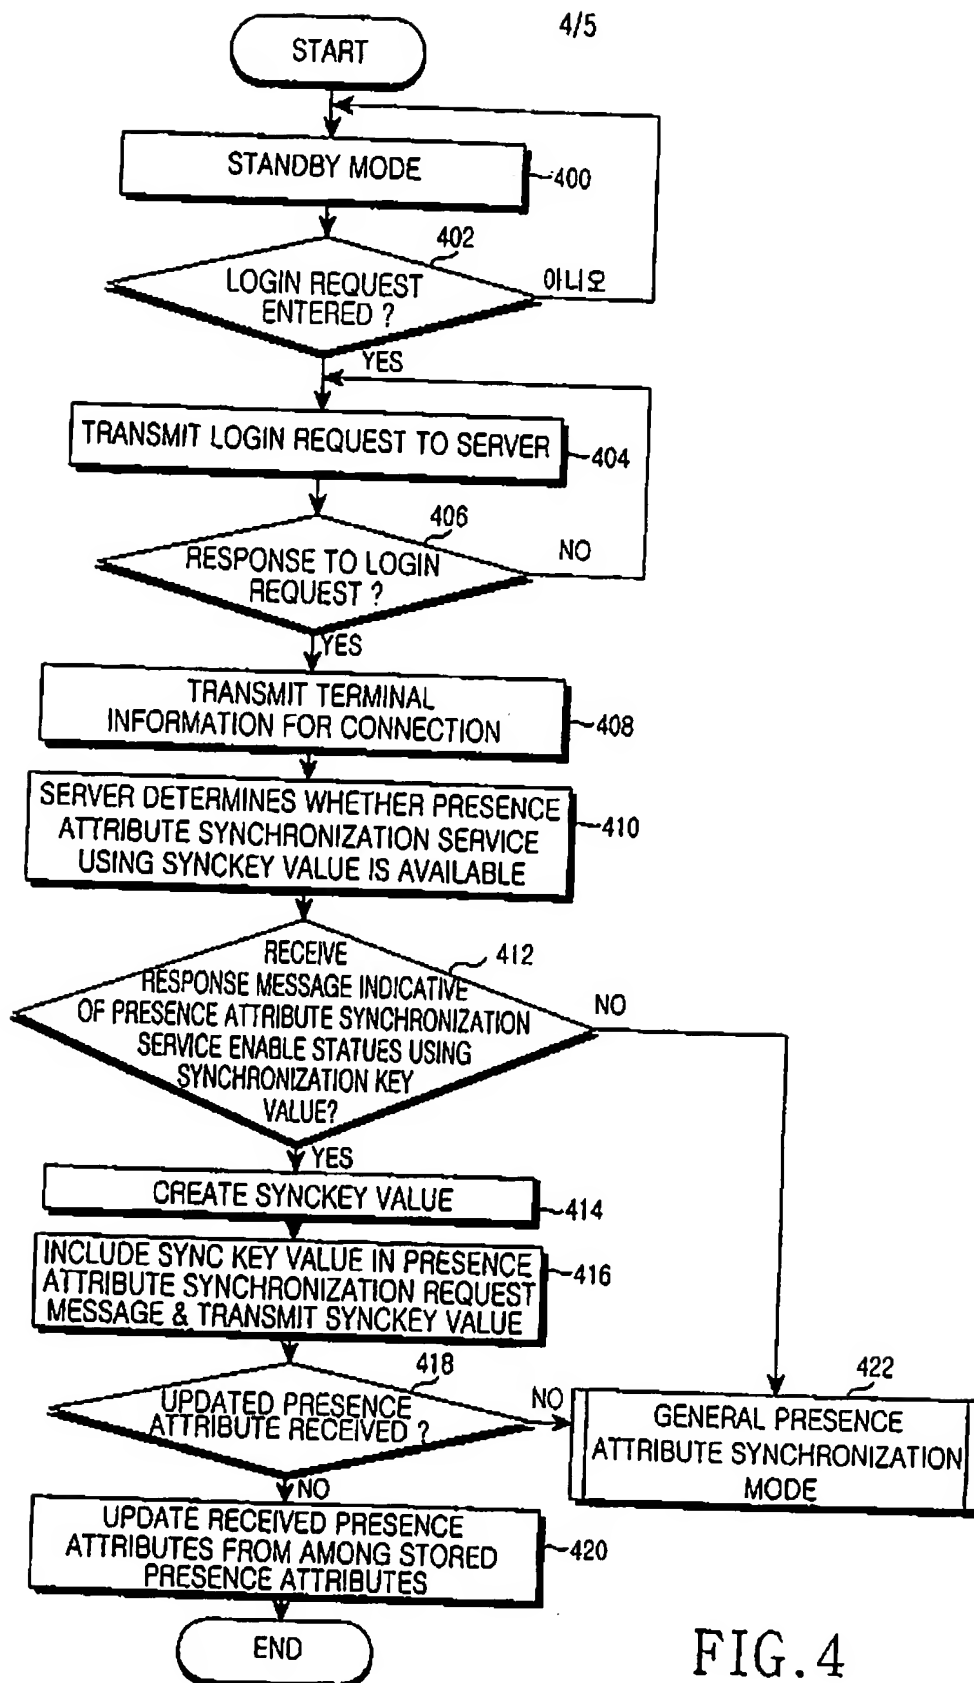 4/5
START
STANDBY MODE
400
402
LOGIN REQUEST
ENTERED ?
아니오
YES
TRANSMIT LOGIN REQUEST TO SERVER
404
406
RESPONSE TO LOGIN
REQUEST ?
NO
YES
TRANSMIT TERMINAL
INFORMATION FOR CONNECTION
408
SERVER DETERMINES WHETHER PRESENCE
ATTRIBUTE SYNCHRONIZATION SERVICE
USING SYNCKEY VALUE IS AVAILABLE
410
RECEIVE
RESPONSE MESSAGE INDICATIVE
OF PRESENCE ATTRIBUTE SYNCHRONIZATION
SERVICE ENABLE STATUES USING
SYNCHRONIZATION KEY
VALUE?
412
NO
YES
CREATE SYNCKEY VALUE
414
INCLUDE SYNC KEY VALUE IN PRESENCE
ATTRIBUTE SYNCHRONIZATION REQUEST
MESSAGE & TRANSMIT SYNCKEY VALUE
416
418
UPDATED PRESENCE
ATTRIBUTE RECEIVED ?
NO
422
GENERAL PRESENCE
ATTRIBUTE SYNCHRONIZATION
MODE
NO
UPDATE RECEIVED PRESENCE
ATTRIBUTES FROM AMONG STORED
PRESENCE ATTRIBUTES
420
END
FIG.4